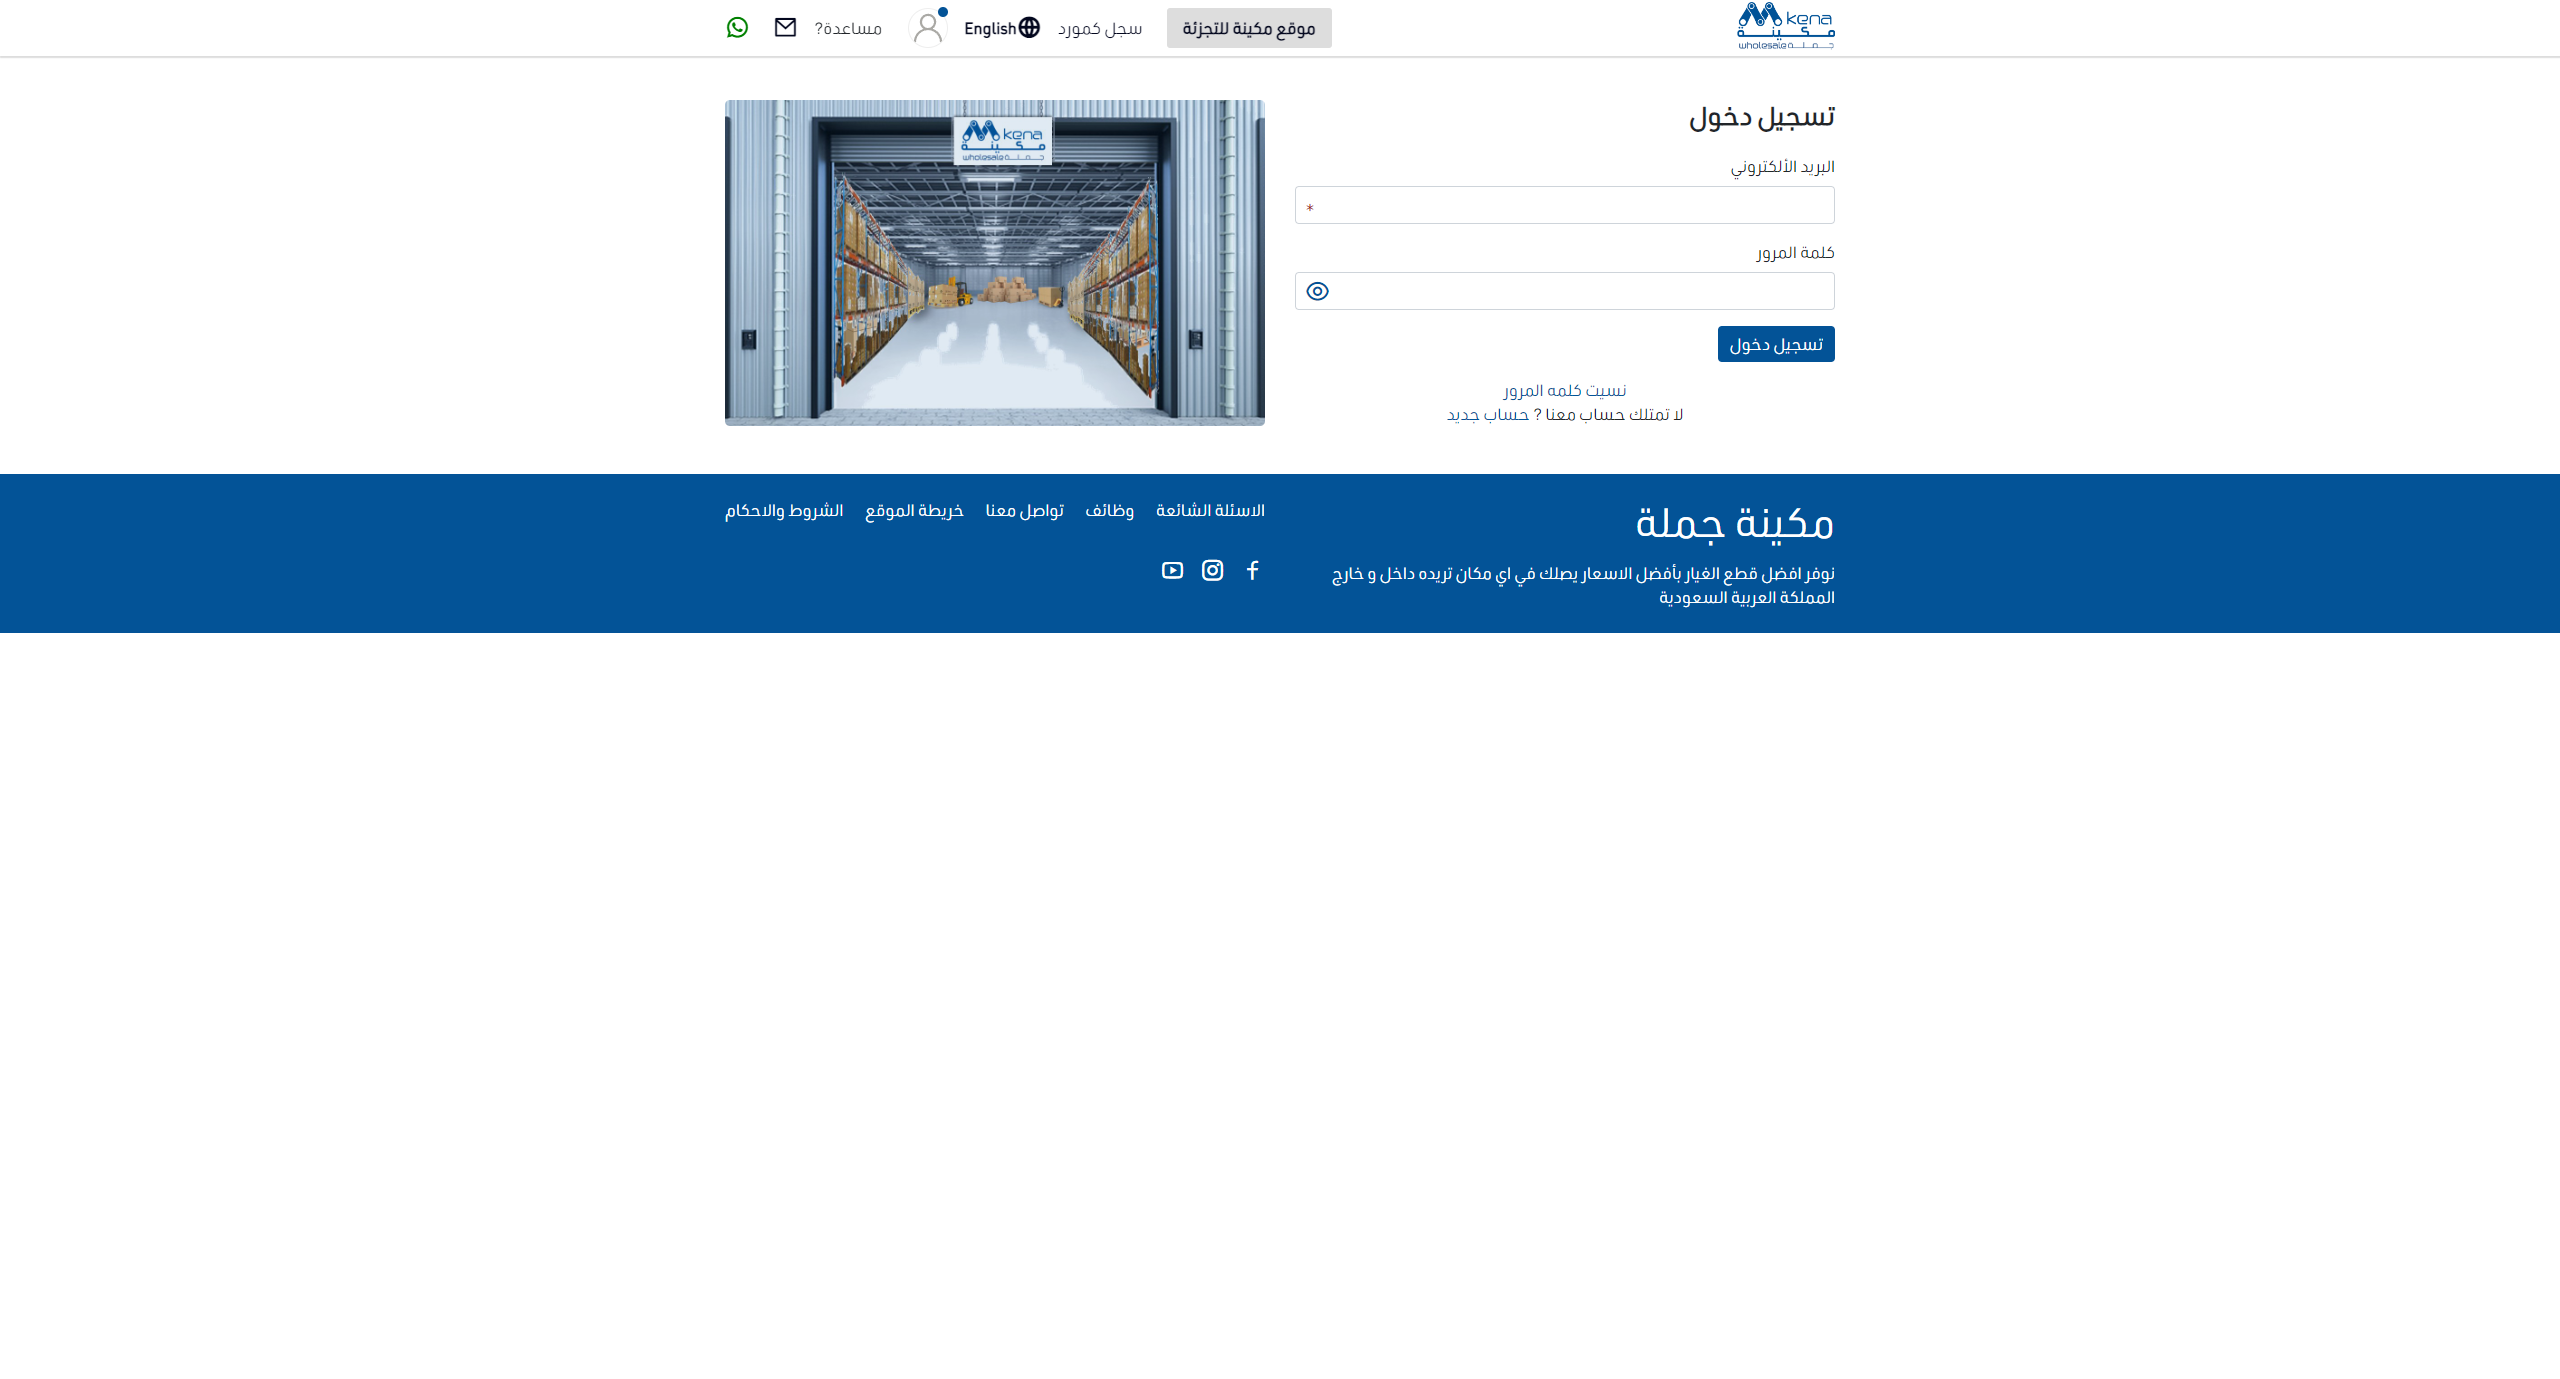 kena
مكينة
wholesale جملة
موقع مكينة للتجزئة
سجل كمورد
English
مساعدة?
تسجيل دخول
البريد الألكتروني
*
كلمة المرور
تسجيل دخول
نسيت كلمه المرور
لا تمتلك حساب معنا ? حساب جديد
kena
مكينة
wholesale جملة
مكينة جملة
نوفر افضل قطع الغيار بأفضل الاسعار يصلك في اي مكان تريده داخل و خارج
المملكة العربية السعودية
الاسئلة الشائعة
وظائف
تواصل معنا
خريطة الموقع
الشروط والاحكام